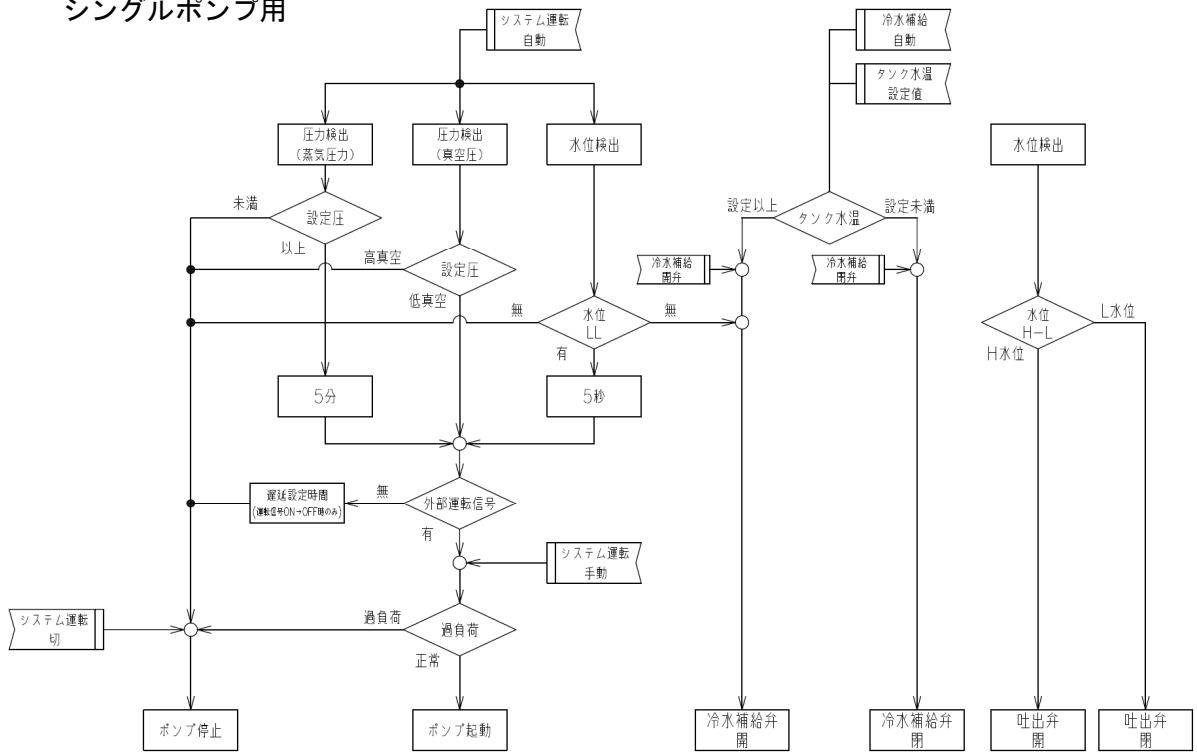 シングルポンプ用
システム運転
自動
冷水補給
自動
タンク水温
設定値
圧力検出
(蒸気圧力)
圧力検出
(真空圧)
水位検出
水位検出
未満
設定圧
以上
設定以上
タンク水温
設定未満
高真空
設定圧
低真空
冷水補給
開弁
冷水補給
閉弁
無
水位
LL
無
有
水位
H-L
L水位
H水位
5分
5秒
遅延設定時間
(運転信号ON→OFF時のみ)
無
外部運転信号
有
システム運転
手動
システム運転
切
過負荷
過負荷
正常
ポンプ停止
ポンプ起動
冷水補給弁
開
冷水補給弁
閉
吐出弁
開
吐出弁
閉